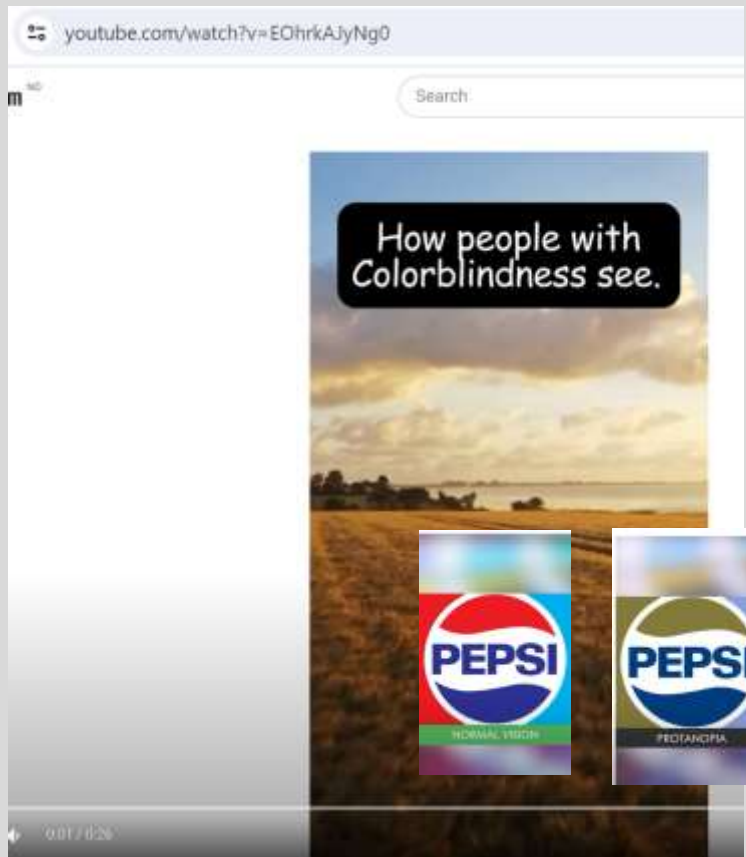 youtube.com/watch?v=EOhrkAJyNg0
m
Search
How people with
Colorblindness see.
PEPSI
NORMAL VISION
PEPSI
PROTANOPIA
0:01 / 0:26